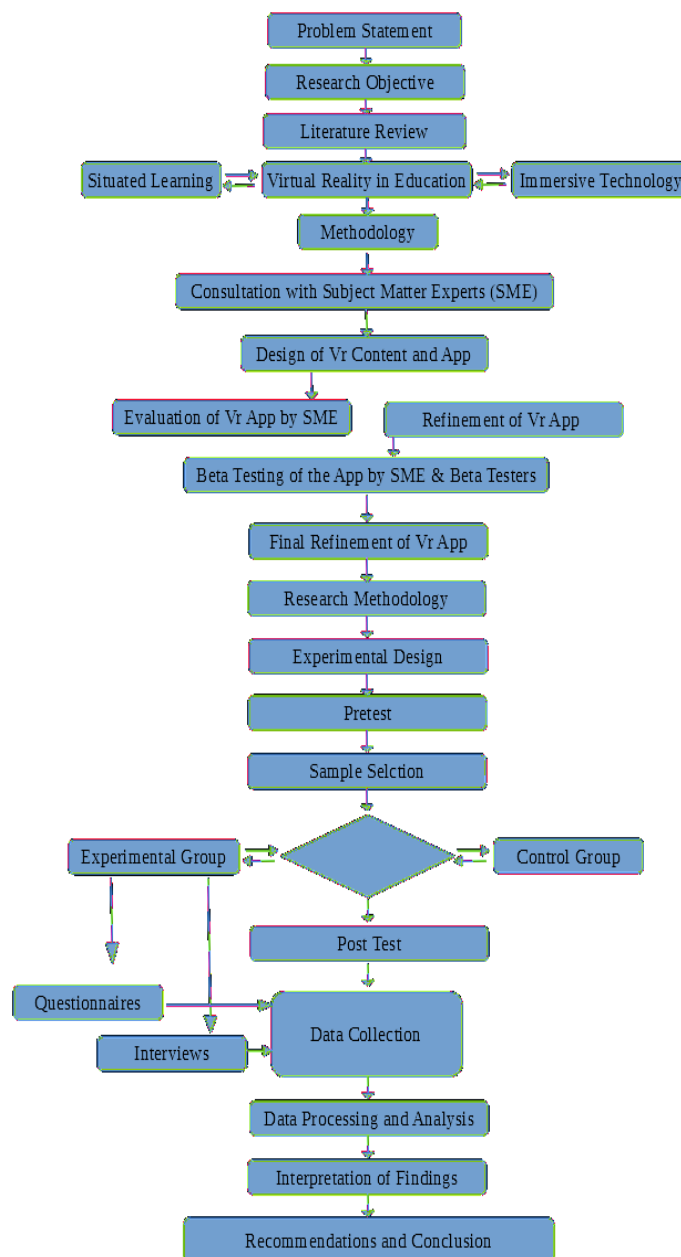 Problem Statement
Research Objective
Literature Review
Situated Learning
Virtual Reality in Education
Immersive Technology
Methodology
Consultation with Subject Matter Experts (SME)
Design of Vr Content and App
Evaluation of Vr App by SME
Refinement of Vr App
Beta Testing of the App by SME & Beta Testers
Final Refinement of Vr App
Research Methodology
Experimental Design
Pretest
Sample Selction
Experimental Group
Control Group
Post Test
Questionnaires
Data Collection
Interviews
Data Processing and Analysis
Interpretation of Findings
Recommendations and Conclusion